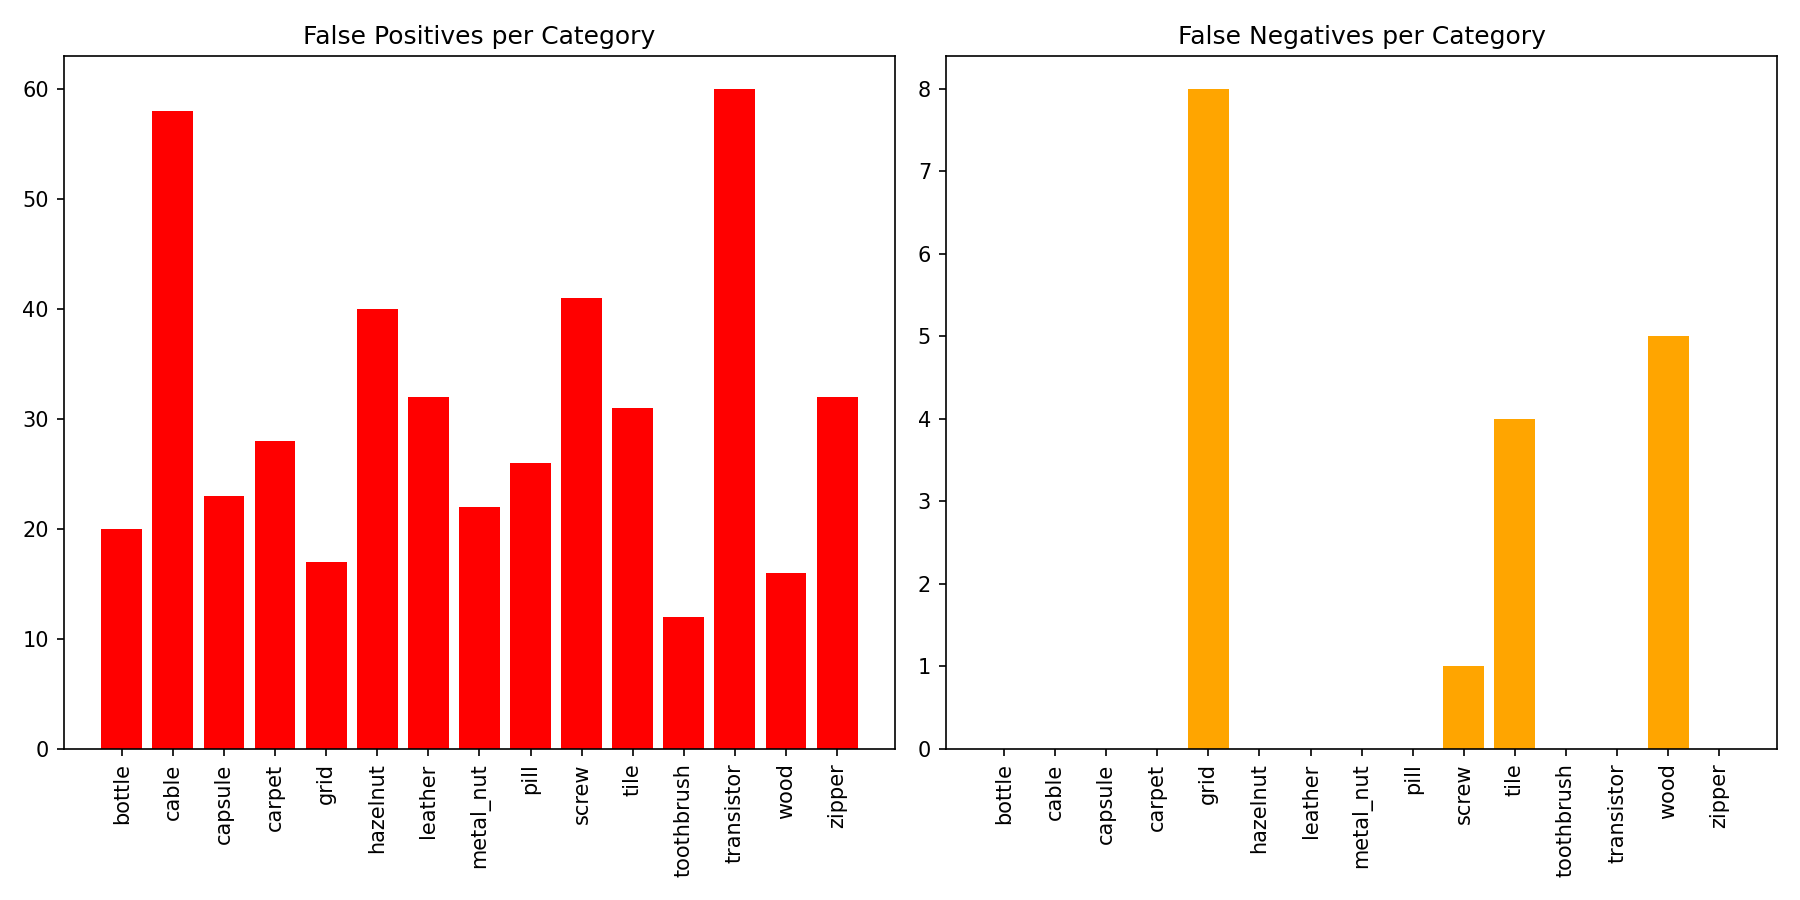 False Positives per Category
60
50
40
30
20
10
0
bottle
cable
capsule
carpet
grid
hazelnut
leather
metal_nut
pill
screw
tile
toothbrush
transistor
wood
zipper
False Negatives per Category
8
7
6
5
4
3
2
1
0
bottle
cable
capsule
carpet
grid
hazelnut
leather
metal_nut
pill
screw
tile
toothbrush
transistor
wood
zipper